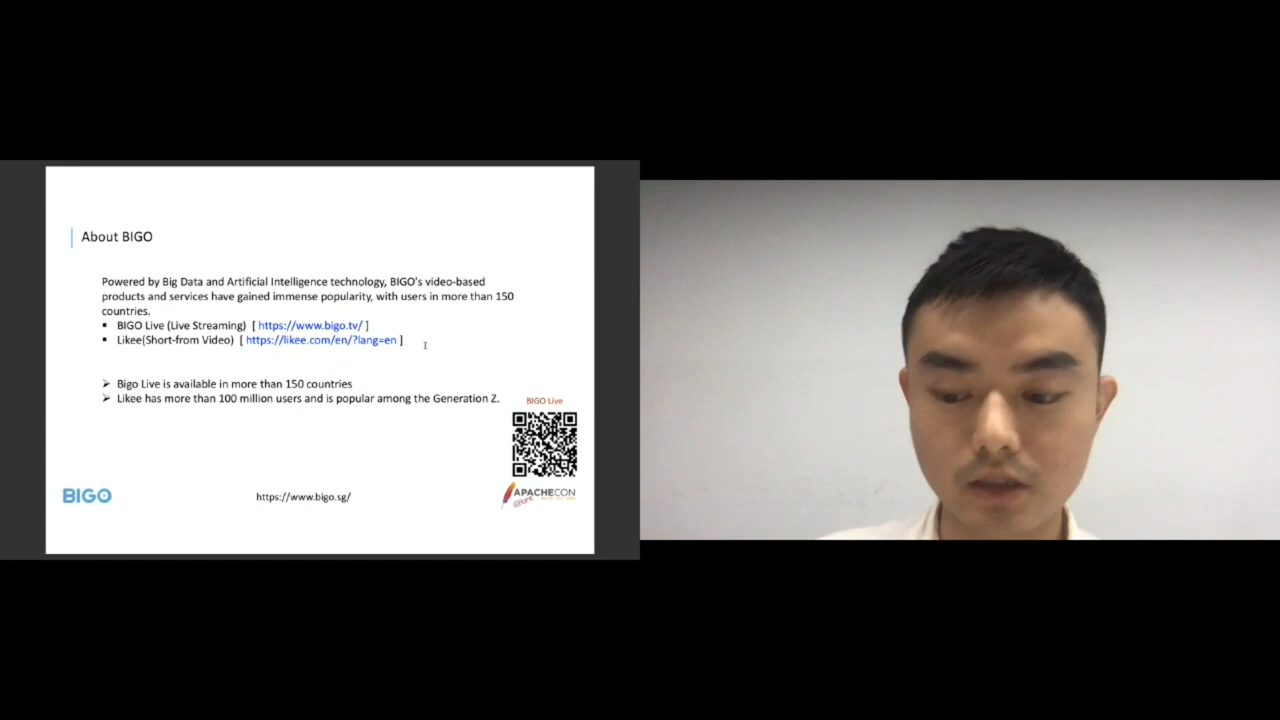 About BIGO
Powered by Big Data and Artificial Intelligence technology, BIGO's video-based
products and services have gained immense popularity, with users in more than 150
countries.
▪ BIGO Live (Live Streaming) [ https://www.bigo.tv/ ]
▪ Likee(Short-from Video) [ https://likee.com/en/?lang=en ]
➢ Bigo Live is available in more than 150 countries
➢ Likee has more than 100 million users and is popular among the Generation Z.
BIGO Live
BIGO
https://www.bigo.sg/
APACHECON
@Home